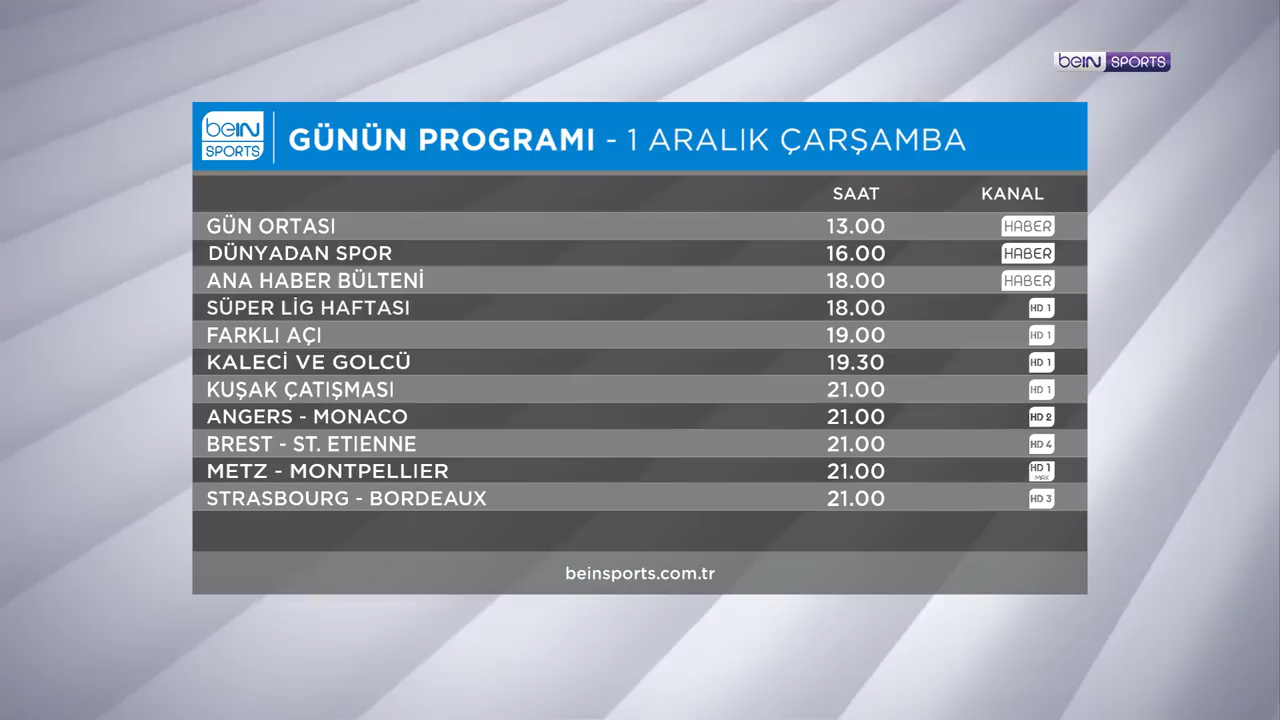 beIN SPORTS
beIN SPORTS
GÜNÜN PROGRAMI - 1 ARALIK ÇARŞAMBA
SAAT KANAL
GÜN ORTASI 13.00 HABER
DÜNYADAN SPOR 16.00 HABER
ANA HABER BÜLTENİ 18.00 HABER
SÜPER LİG HAFTASI 18.00 HD 1
FARKLI AÇI 19.00 HD 1
KALECİ VE GOLCÜ 19.30 HD 1
KUŞAK ÇATIŞMASI 21.00 HD 1
ANGERS - MONACO 21.00 HD 2
BREST - ST. ETIENNE 21.00 HD 4
METZ - MONTPELLIER 21.00 HD 1 MAX
STRASBOURG - BORDEAUX 21.00 HD 3
beinsports.com.tr